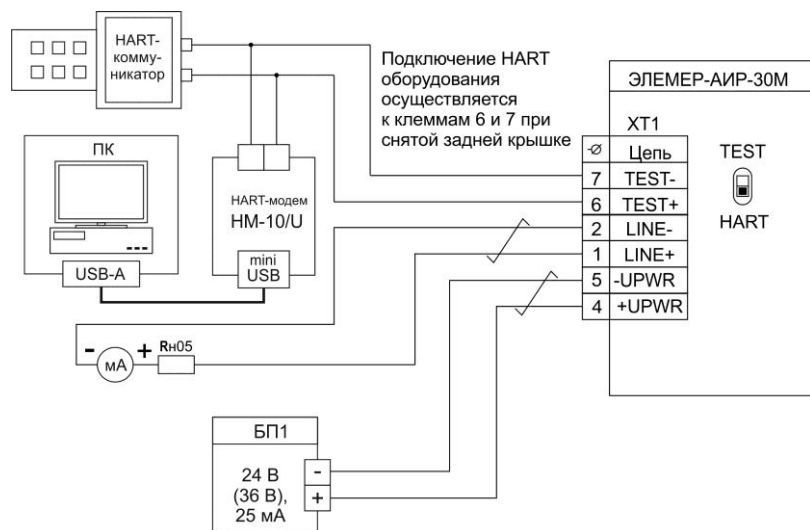 HART-
комму-
никатор
Подключение HART
оборудования
осуществляется
к клеммам 6 и 7 при
снятой задней крышке
ЭЛЕМЕР-АИР-30М
XT1
Цепь
7 TEST-
6 TEST+
2 LINE-
1 LINE+
5 -UPWR
4 +UPWR
TEST
HART
ПК
USB-A
HART-модем
HM-10/U
mini
USB
- +
мА
Rн05
БП1
24 В
(36 В),
25 мА
-
+